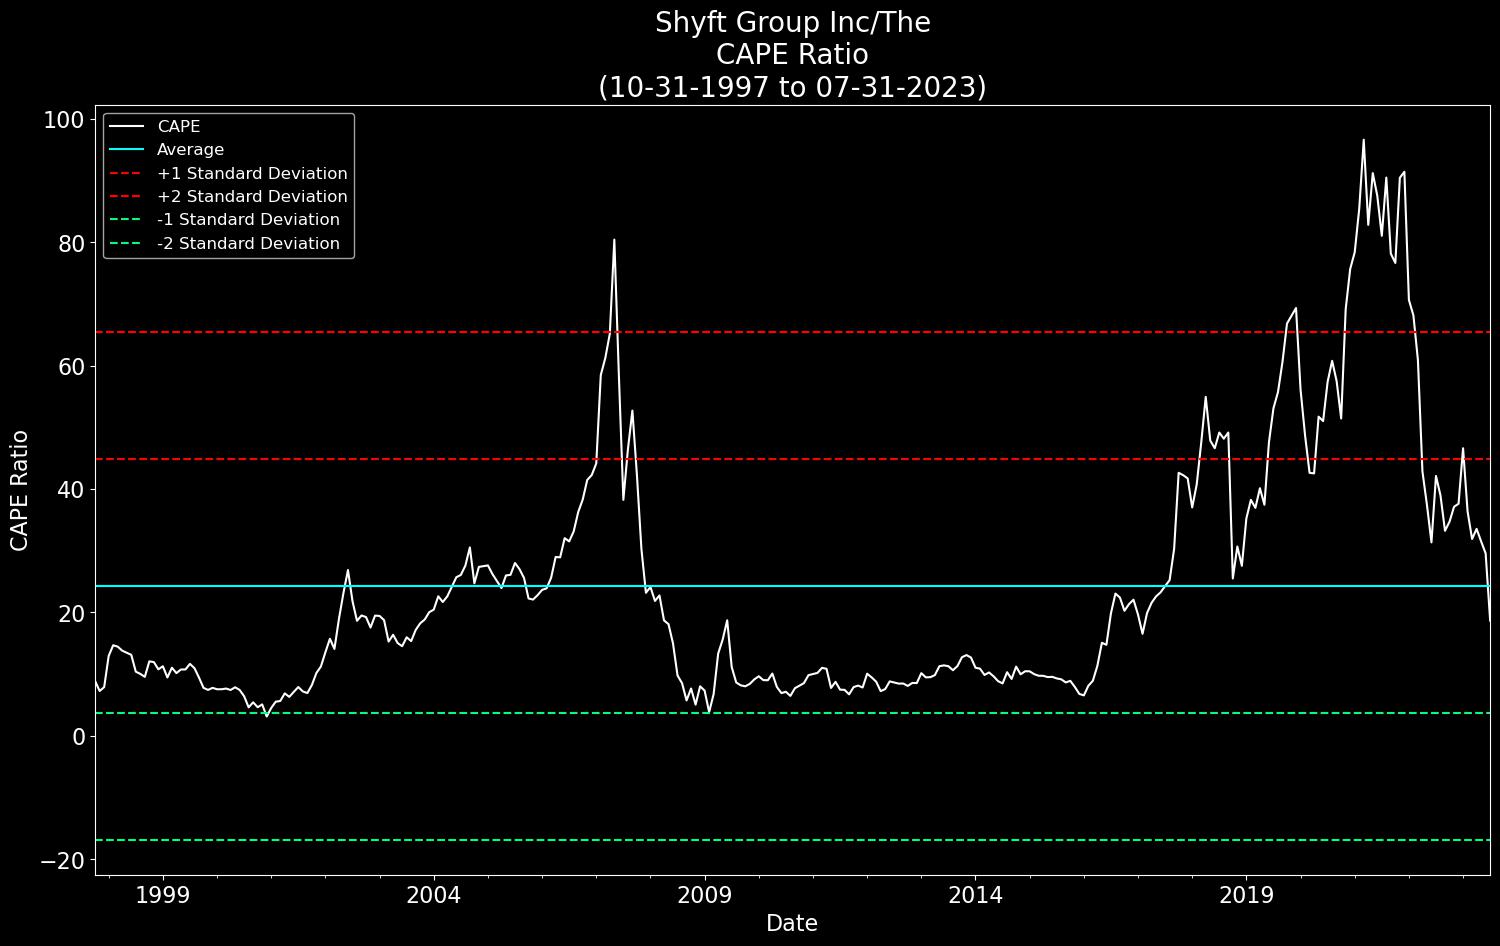 Shyft Group Inc/The
CAPE Ratio
(10-31-1997 to 07-31-2023)
CAPE
Average
+1 Standard Deviation
+2 Standard Deviation
-1 Standard Deviation
-2 Standard Deviation
100
80
60
40
20
0
−20
CAPE Ratio
1999
2004
2009
2014
2019
Date